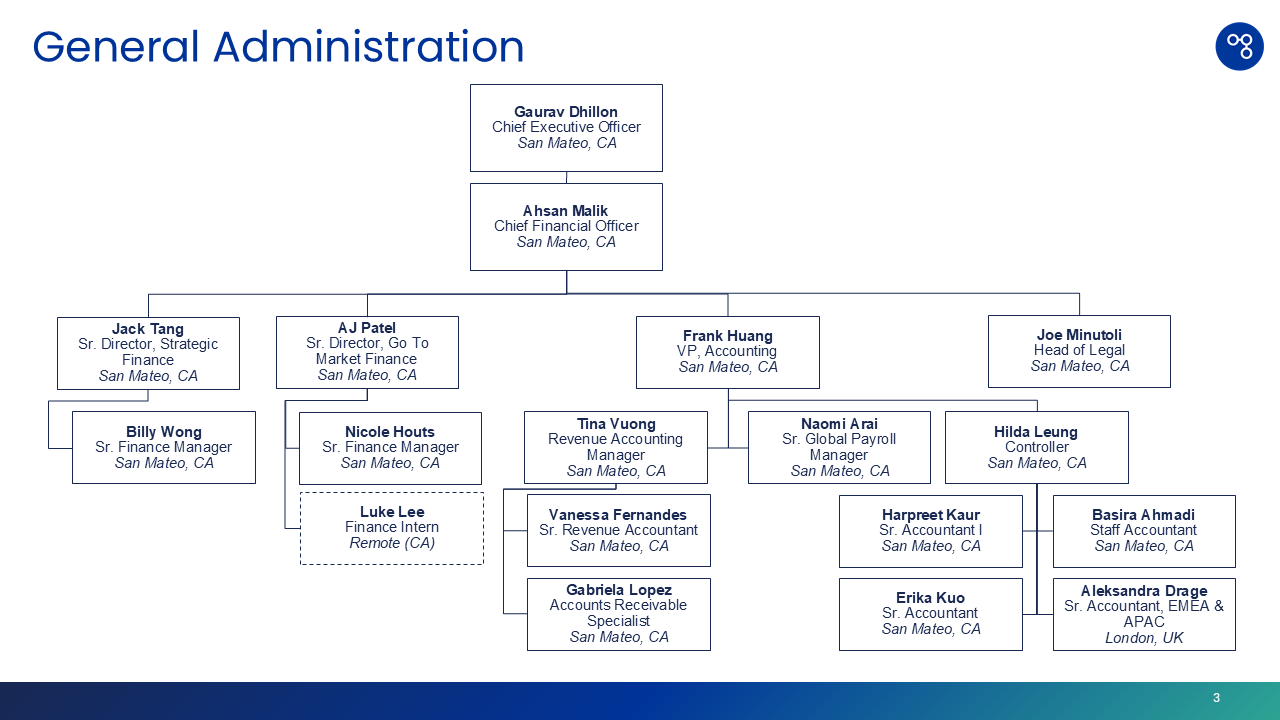 General Administration
Gaurav Dhillon
Chief Executive Officer
San Mateo, CA
Ahsan Malik
Chief Financial Officer
San Mateo, CA
Jack Tang
Sr. Director, Strategic
Finance
San Mateo, CA
AJ Patel
Sr. Director, Go To
Market Finance
San Mateo, CA
Frank Huang
VP, Accounting
San Mateo, CA
Joe Minutoli
Head of Legal
San Mateo, CA
Billy Wong
Sr. Finance Manager
San Mateo, CA
Nicole Houts
Sr. Finance Manager
San Mateo, CA
Tina Vuong
Revenue Accounting
Manager
San Mateo, CA
Naomi Arai
Sr. Global Payroll
Manager
San Mateo, CA
Hilda Leung
Controller
San Mateo, CA
Luke Lee
Finance Intern
Remote (CA)
Vanessa Fernandes
Sr. Revenue Accountant
San Mateo, CA
Harpreet Kaur
Sr. Accountant I
San Mateo, CA
Basira Ahmadi
Staff Accountant
San Mateo, CA
Gabriela Lopez
Accounts Receivable
Specialist
San Mateo, CA
Erika Kuo
Sr. Accountant
San Mateo, CA
Aleksandra Drage
Sr. Accountant, EMEA &
APAC
London, UK
3